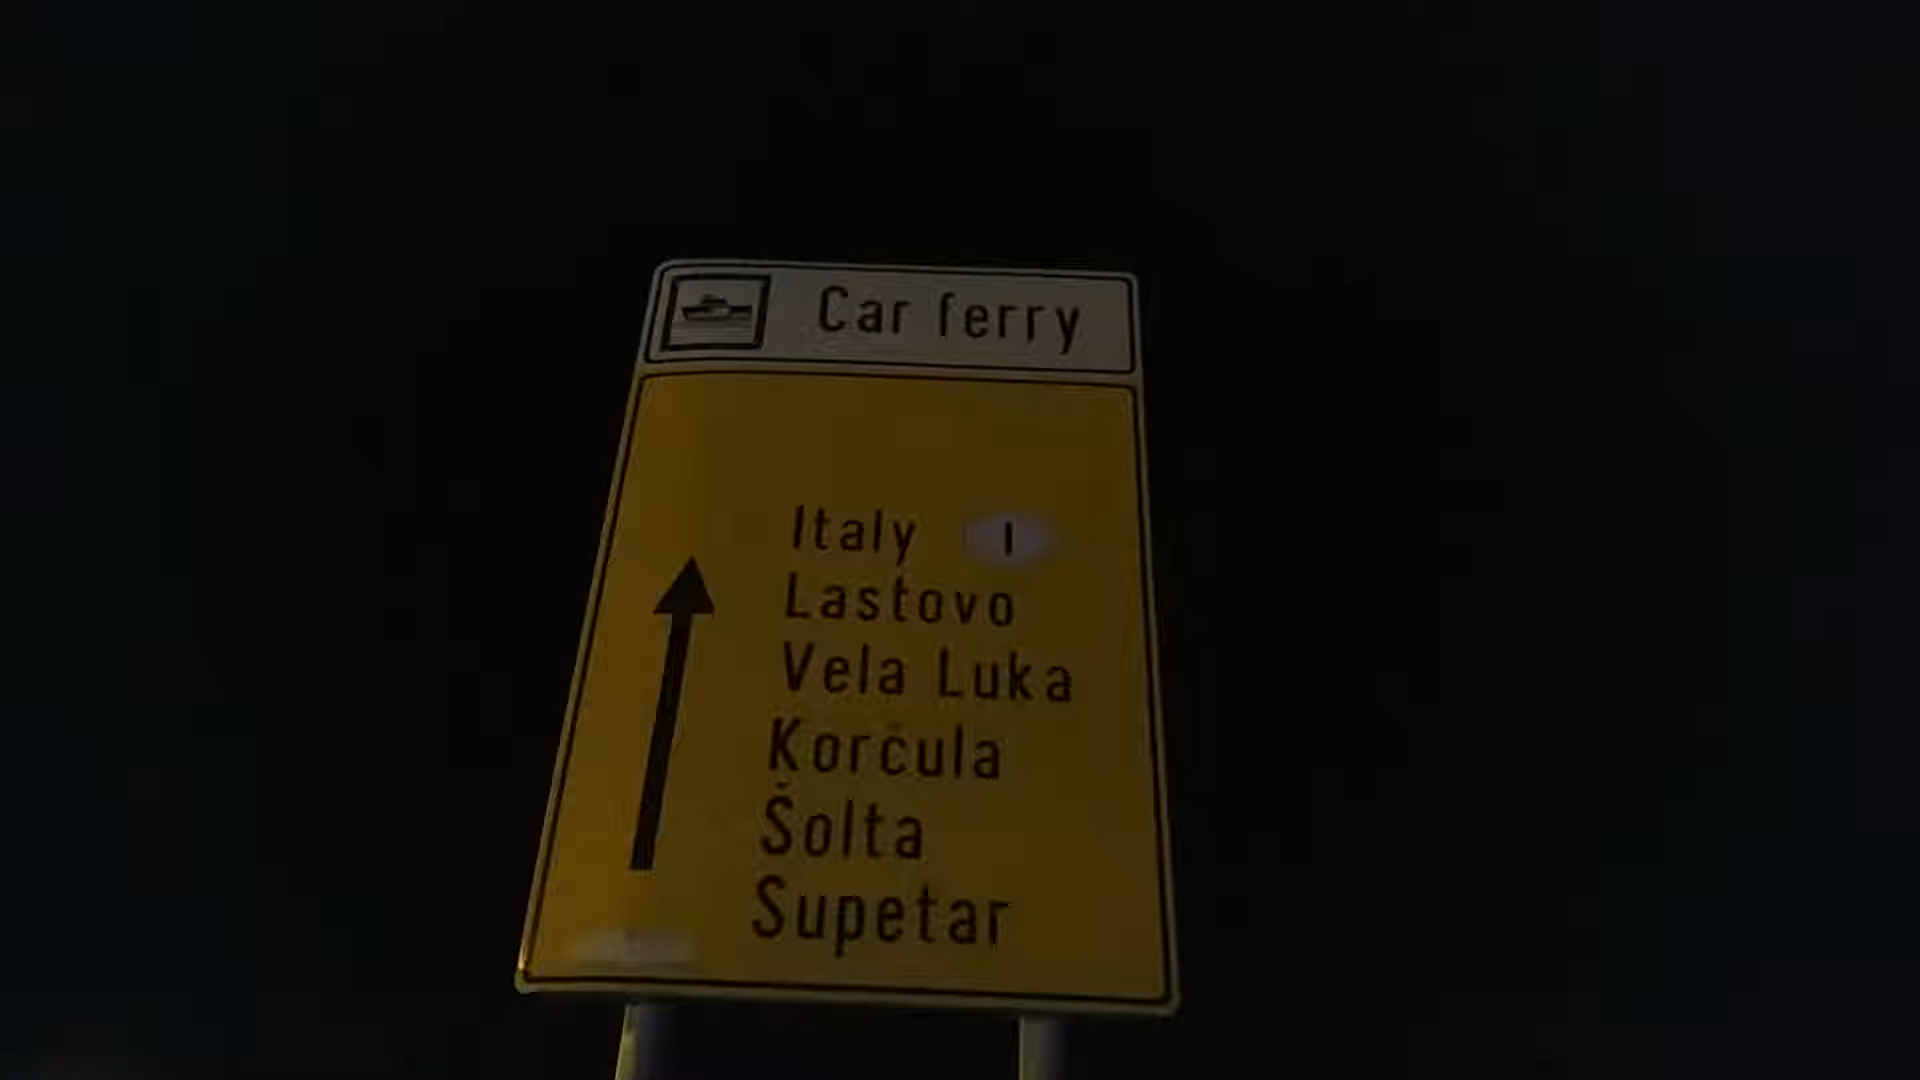 Car ferry
Italy I
Lastovo
Vela Luka
Korčula
Šolta
Supetar